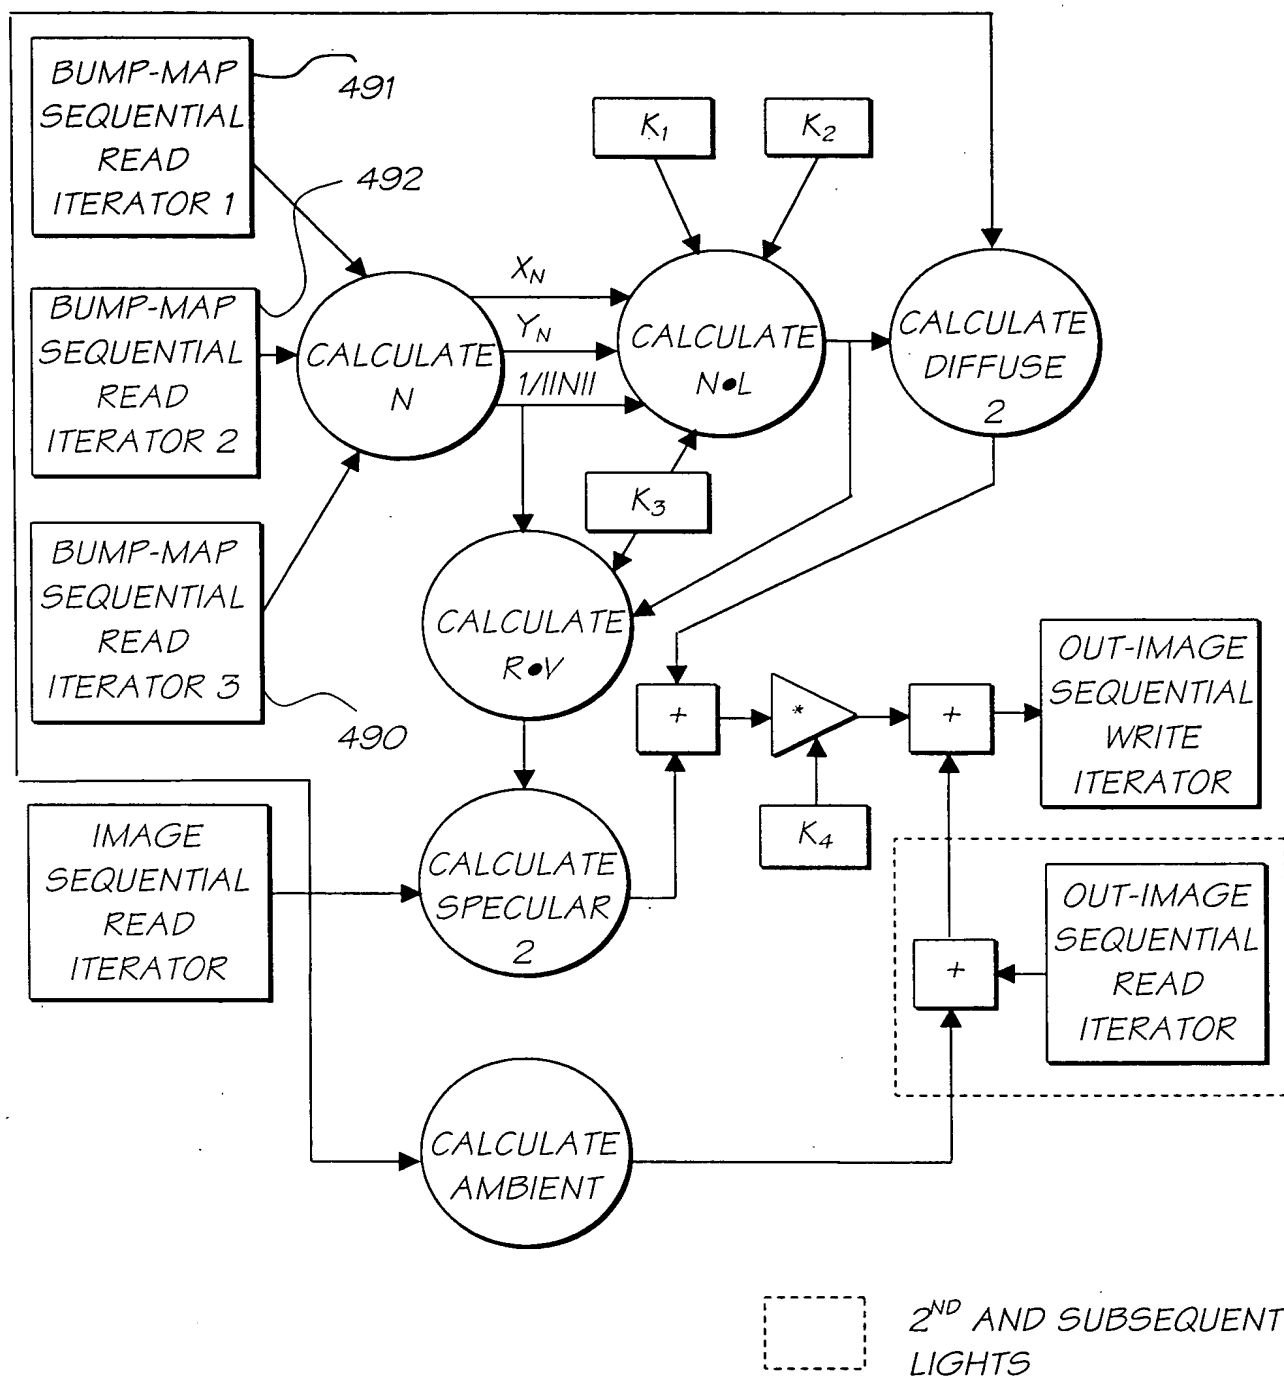 BUMP-MAP
SEQUENTIAL
READ
ITERATOR 1
491
K₁
K₂
492
BUMP-MAP
SEQUENTIAL
READ
ITERATOR 2
CALCULATE
N
X_N
Y_N
1/||N||
CALCULATE
N●L
CALCULATE
DIFFUSE
2
K₃
BUMP-MAP
SEQUENTIAL
READ
ITERATOR 3
490
CALCULATE
R●V
+
*
+
OUT-IMAGE
SEQUENTIAL
WRITE
ITERATOR
K₄
IMAGE
SEQUENTIAL
READ
ITERATOR
CALCULATE
SPECULAR
2
+
OUT-IMAGE
SEQUENTIAL
READ
ITERATOR
CALCULATE
AMBIENT
2ND AND SUBSEQUENT
LIGHTS